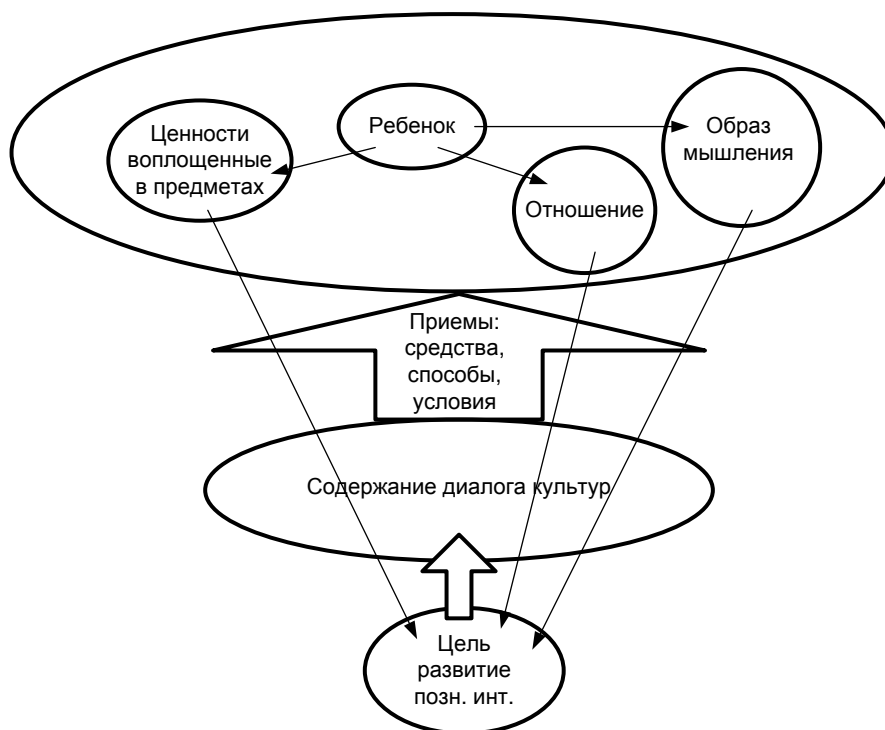 Ценности
воплощенные
в предметах
Ребенок
Образ
мышления
Отношение
Приемы:
средства,
способы,
условия
Содержание диалога культур
Цель
развитие
позн. инт.